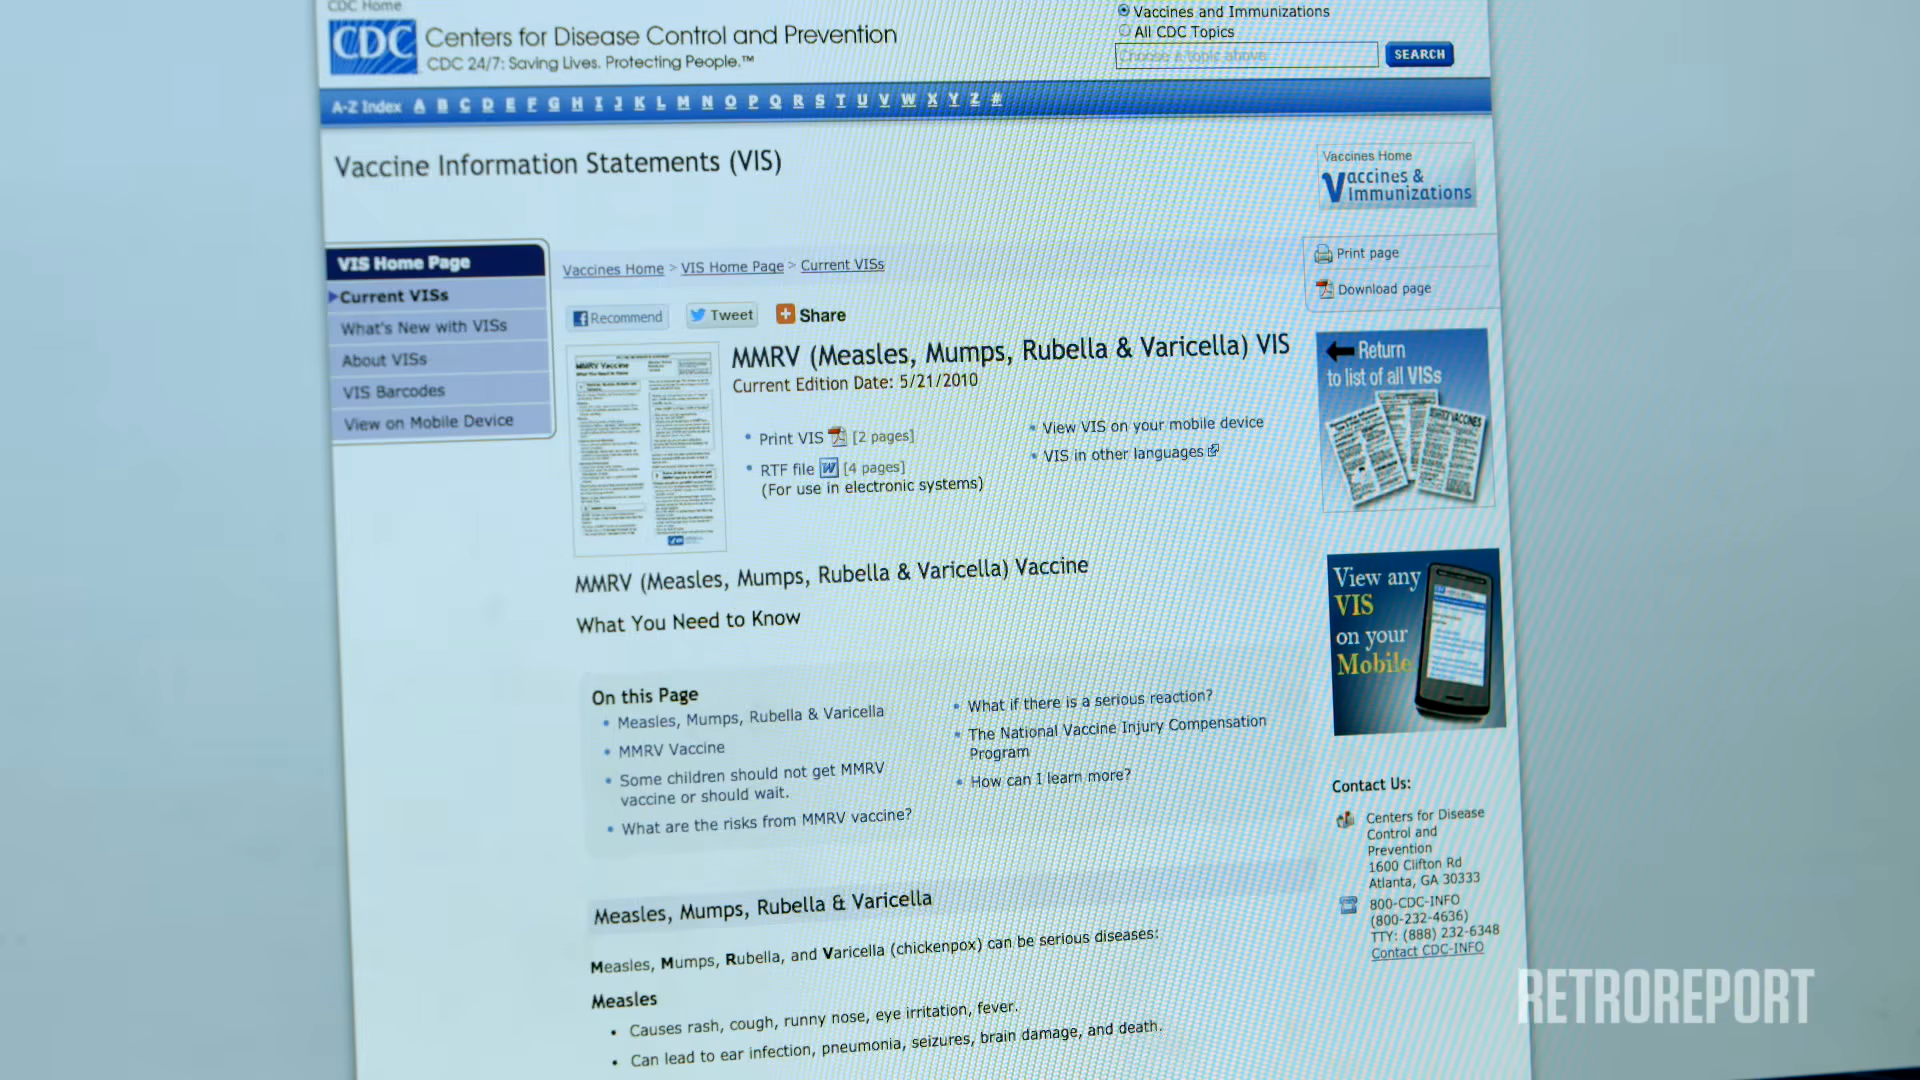 CDC Home
CDC Centers for Disease Control and Prevention
CDC 24/7: Saving Lives. Protecting People.™
Vaccines and Immunizations
All CDC Topics
Choose a topic above
SEARCH
A-Z Index A B C D E F G H I J K L M N O P Q R S T U V W X Y Z #
Vaccine Information Statements (VIS)
Vaccines Home
Vaccines &
Immunizations
VIS Home Page
Current VISs
What's New with VISs
About VISs
VIS Barcodes
View on Mobile Device
Vaccines Home > VIS Home Page > Current VISs
Recommend
Tweet
Share
Print page
Download page
MMRV Vaccine
MMRV (Measles, Mumps, Rubella & Varicella) VIS
Current Edition Date: 5/21/2010
Print VIS [2 pages]
RTF file [4 pages]
(For use in electronic systems)
View VIS on your mobile device
VIS in other languages
Return
to list of all VISs
MMRV (Measles, Mumps, Rubella & Varicella) Vaccine
What You Need to Know
View any
VIS
on your
Mobile
On this Page
Measles, Mumps, Rubella & Varicella
MMRV Vaccine
Some children should not get MMRV
vaccine or should wait.
What are the risks from MMRV vaccine?
What if there is a serious reaction?
The National Vaccine Injury Compensation
Program
How can I learn more?
Contact Us:
Centers for Disease
Control and
Prevention
1600 Clifton Rd
Atlanta, GA 30333
800-CDC-INFO
(800-232-4636)
TTY: (888) 232-6348
Contact CDC-INFO
Measles, Mumps, Rubella & Varicella
Measles, Mumps, Rubella, and Varicella (chickenpox) can be serious diseases:
Measles
Causes rash, cough, runny nose, eye irritation, fever.
Can lead to ear infection, pneumonia, seizures, brain damage, and death.
RETROREPORT